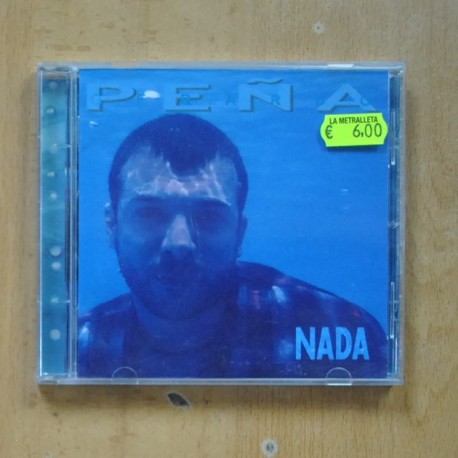 PEÑA
LA METRALLETA
€ 6,00
NADA